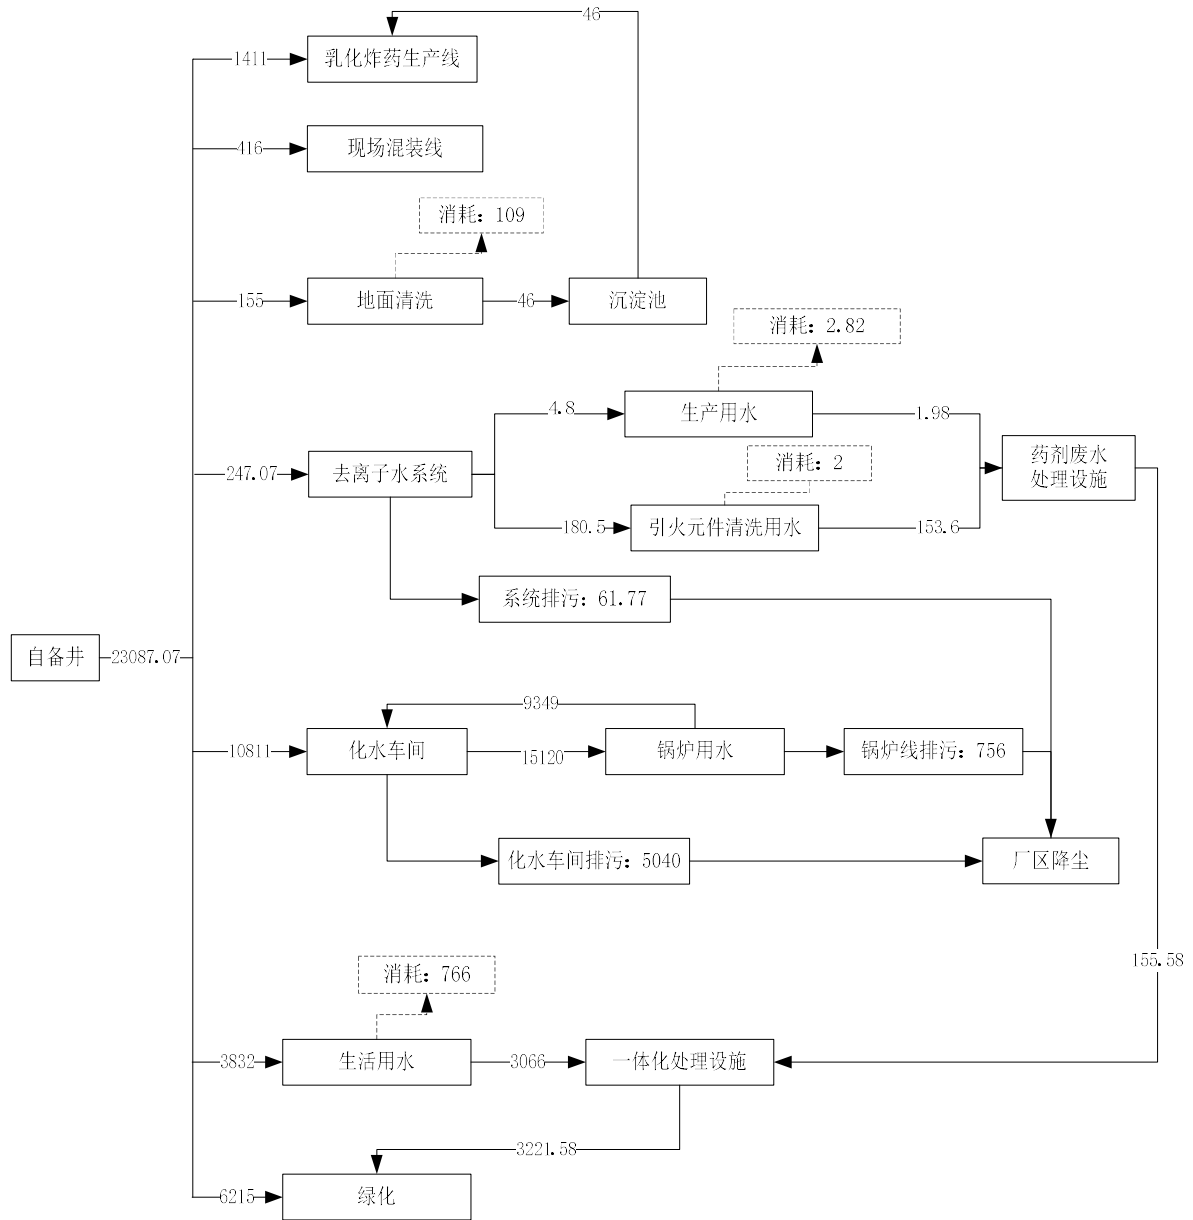 46
1411
乳化炸药生产线
416
现场混装线
消耗：109
155
地面清洗
46
沉淀池
消耗：2.82
4.8
生产用水
1.98
247.07
去离子水系统
消耗：2
药剂废水
处理设施
180.5
引火元件清洗用水
153.6
系统排污：61.77
自备井
23087.07
9349
10811
化水车间
15120
锅炉用水
锅炉线排污：756
化水车间排污：5040
厂区降尘
155.58
消耗：766
3832
生活用水
3066
一体化处理设施
3221.58
6215
绿化